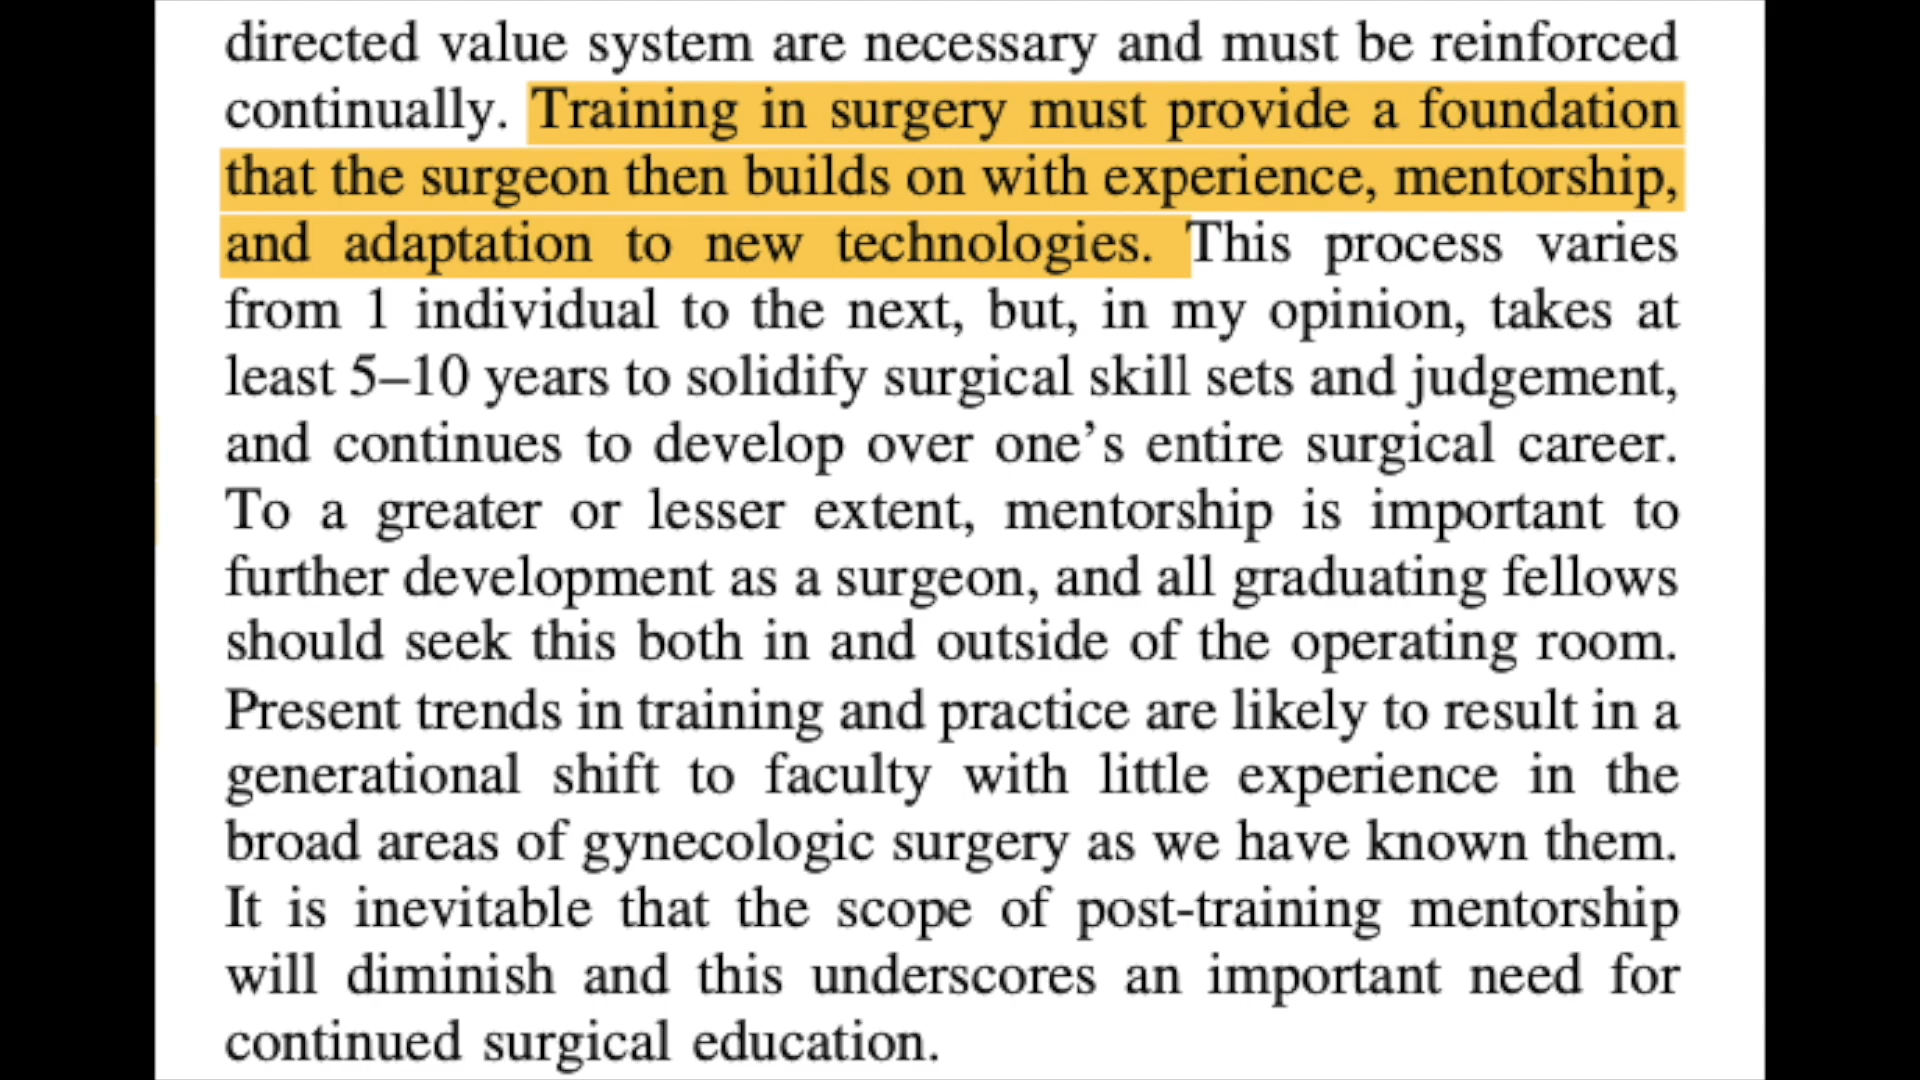 directed value system are necessary and must be reinforced
continually. Training in surgery must provide a foundation
that the surgeon then builds on with experience, mentorship,
and adaptation to new technologies. This process varies
from 1 individual to the next, but, in my opinion, takes at
least 5–10 years to solidify surgical skill sets and judgement,
and continues to develop over one’s entire surgical career.
To a greater or lesser extent, mentorship is important to
further development as a surgeon, and all graduating fellows
should seek this both in and outside of the operating room.
Present trends in training and practice are likely to result in a
generational shift to faculty with little experience in the
broad areas of gynecologic surgery as we have known them.
It is inevitable that the scope of post-training mentorship
will diminish and this underscores an important need for
continued surgical education.